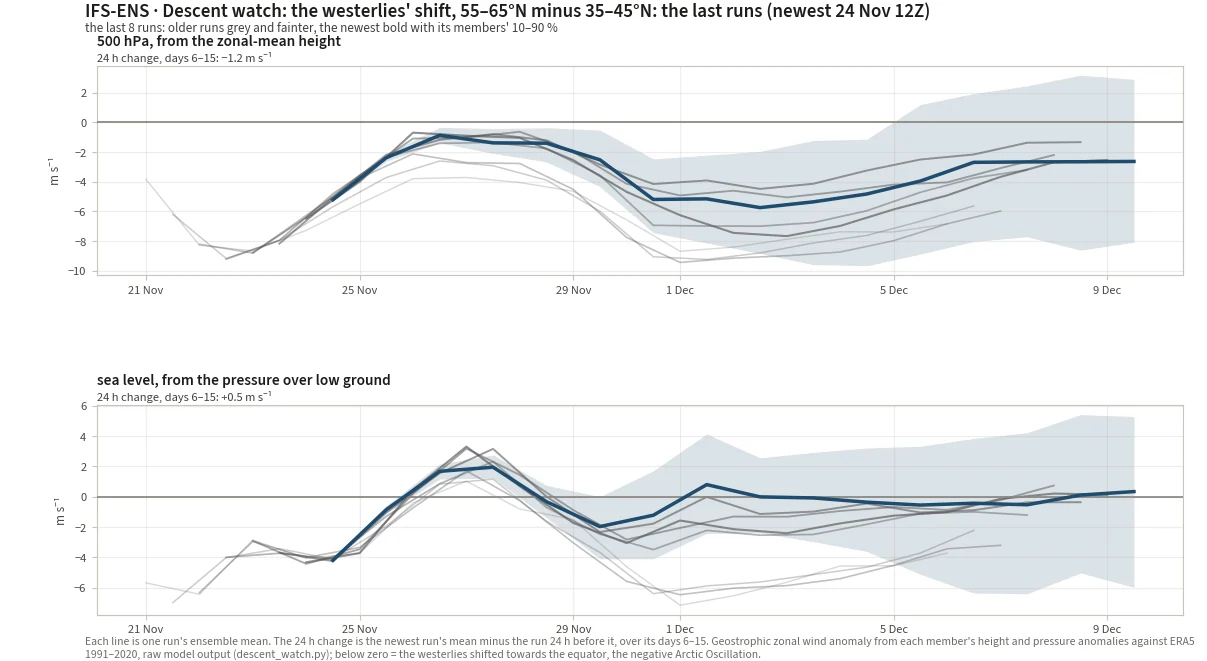 IFS-ENS · Descent watch: the westerlies' shift, 55–65°N minus 35–45°N: the last runs (newest 24 Nov 12Z)
the last 8 runs: older runs grey and fainter, the newest bold with its members' 10–90 %
500 hPa, from the zonal-mean height
24 h change, days 6–15: −1.2 m s⁻¹
2
0
−2
−4
−6
−8
−10
m s⁻¹
21 Nov 25 Nov 29 Nov 1 Dec 5 Dec 9 Dec
sea level, from the pressure over low ground
24 h change, days 6–15: +0.5 m s⁻¹
6
4
2
0
−2
−4
−6
m s⁻¹
21 Nov 25 Nov 29 Nov 1 Dec 5 Dec 9 Dec
Each line is one run's ensemble mean. The 24 h change is the newest run's mean minus the run 24 h before it, over its days 6–15. Geostrophic zonal wind anomaly from each member's height and pressure anomalies against ERA5
1991–2020, raw model output (descent_watch.py); below zero = the westerlies shifted towards the equator, the negative Arctic Oscillation.